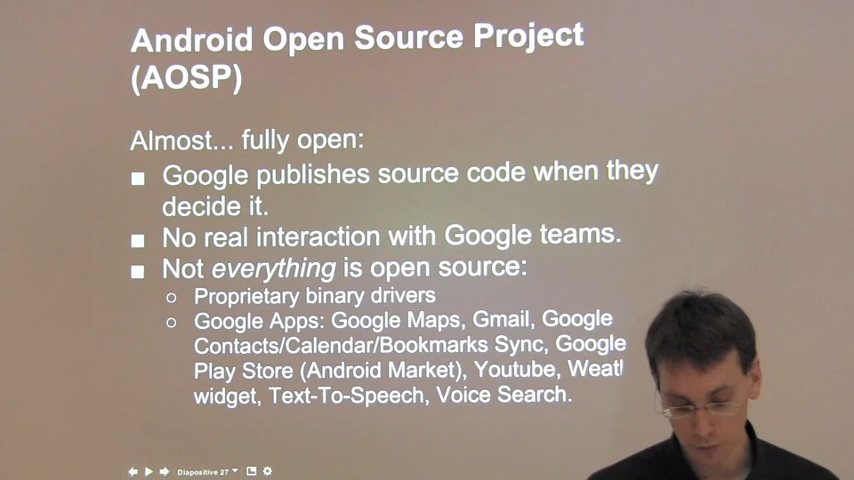 Android Open Source Project
(AOSP)
Almost... fully open:
■ Google publishes source code when they
decide it.
■ No real interaction with Google teams.
■ Not everything is open source:
○ Proprietary binary drivers
○ Google Apps: Google Maps, Gmail, Google
Contacts/Calendar/Bookmarks Sync, Google
Play Store (Android Market), Youtube,
widget, Text-To-Speech, Voice Search.
Diapositive 27